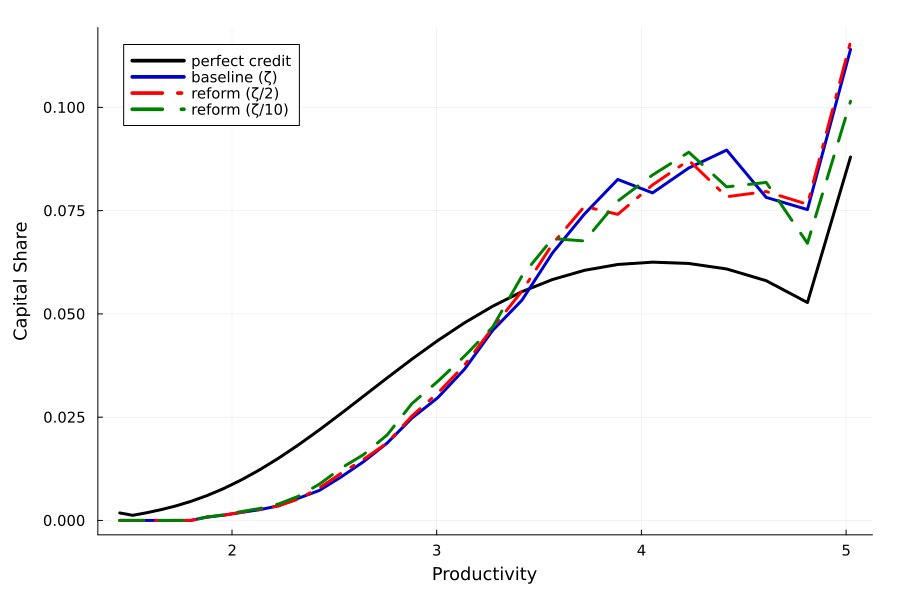 perfect credit
baseline (ζ)
reform (ζ/2)
reform (ζ/10)
0.100
0.075
0.050
0.025
0.000
Capital Share
2 3 4 5
Productivity